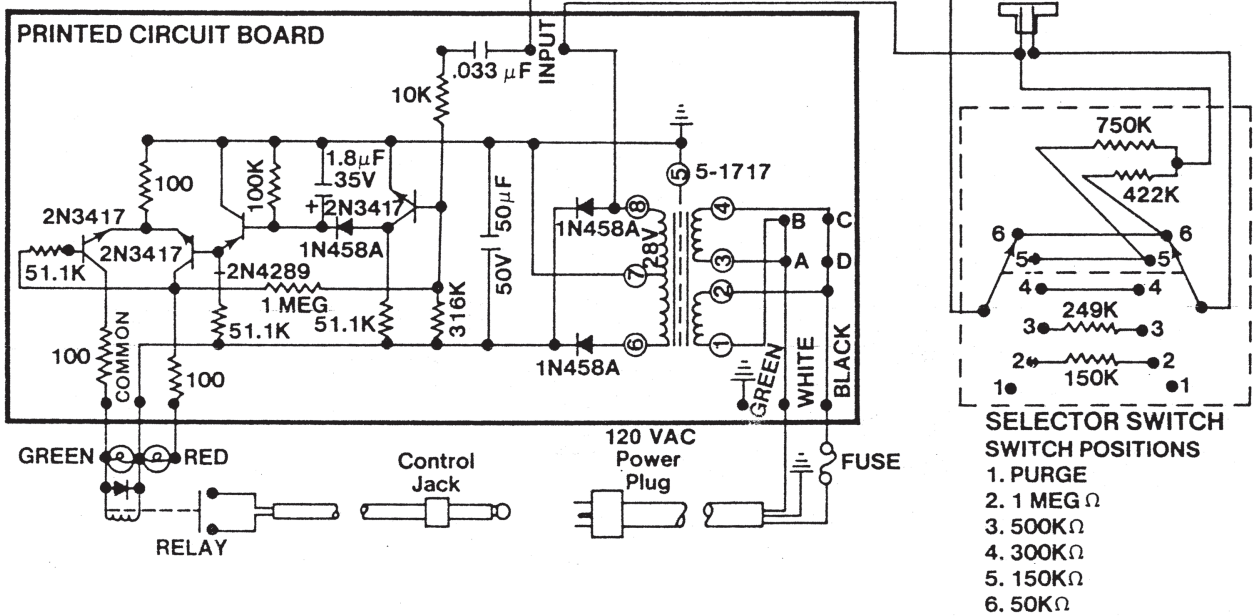 PRINTED CIRCUIT BOARD
INPUT
.033 µF
10K
750K
422K
5-1717
5
1.8µF
35V
+
100
100K
2N3417
50µF
50V
8
4
B
C
28V
1N458A
2N3417
2N3417
1N458A
7
3
A
D
6
6
5
5
51.1K
2N4289
1 MEG
316K
2
4
4
249K
51.1K
51.1K
3
3
100
COMMON
100
6
1
1N458A
GREEN
WHITE
BLACK
2
2
150K
1
1
SELECTOR SWITCH
SWITCH POSITIONS
1. PURGE
2. 1 MEG Ω
3. 500KΩ
4. 300KΩ
5. 150KΩ
6. 50KΩ
GREEN
RED
Control
Jack
120 VAC
Power
Plug
FUSE
RELAY